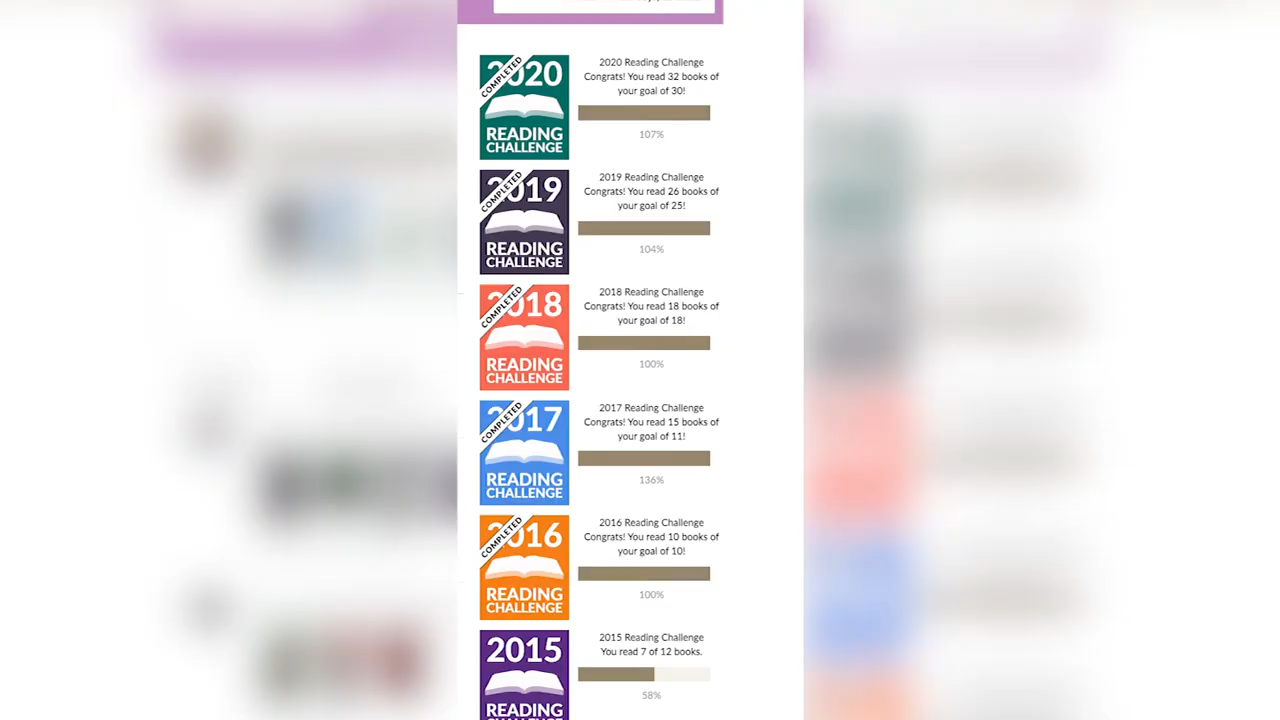 COMPLETED
2020
READING
CHALLENGE
2020 Reading Challenge
Congrats! You read 32 books of
your goal of 30!
107%
COMPLETED
2019
READING
CHALLENGE
2019 Reading Challenge
Congrats! You read 26 books of
your goal of 25!
104%
COMPLETED
2018
READING
CHALLENGE
2018 Reading Challenge
Congrats! You read 18 books of
your goal of 18!
100%
COMPLETED
2017
READING
CHALLENGE
2017 Reading Challenge
Congrats! You read 15 books of
your goal of 11!
136%
COMPLETED
2016
READING
CHALLENGE
2016 Reading Challenge
Congrats! You read 10 books of
your goal of 10!
100%
2015
READING
2015 Reading Challenge
You read 7 of 12 books.
58%